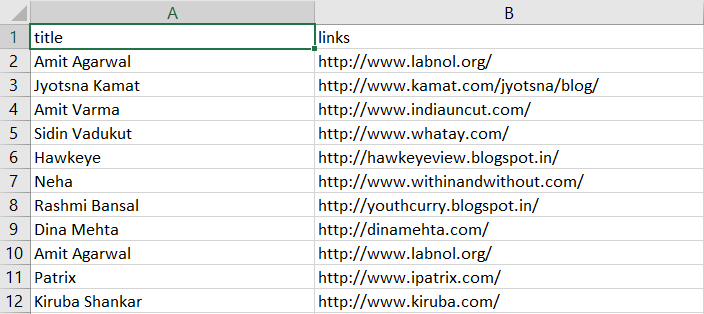 A B
1 title links
2 Amit Agarwal http://www.labnol.org/
3 Jyotsna Kamat http://www.kamat.com/jyotsna/blog/
4 Amit Varma http://www.indiauncut.com/
5 Sidin Vadukut http://www.whatay.com/
6 Hawkeye http://hawkeyeview.blogspot.in/
7 Neha http://www.withinandwithout.com/
8 Rashmi Bansal http://youthcurry.blogspot.in/
9 Dina Mehta http://dinamehta.com/
10 Amit Agarwal http://www.labnol.org/
11 Patrix http://www.ipatrix.com/
12 Kiruba Shankar http://www.kiruba.com/